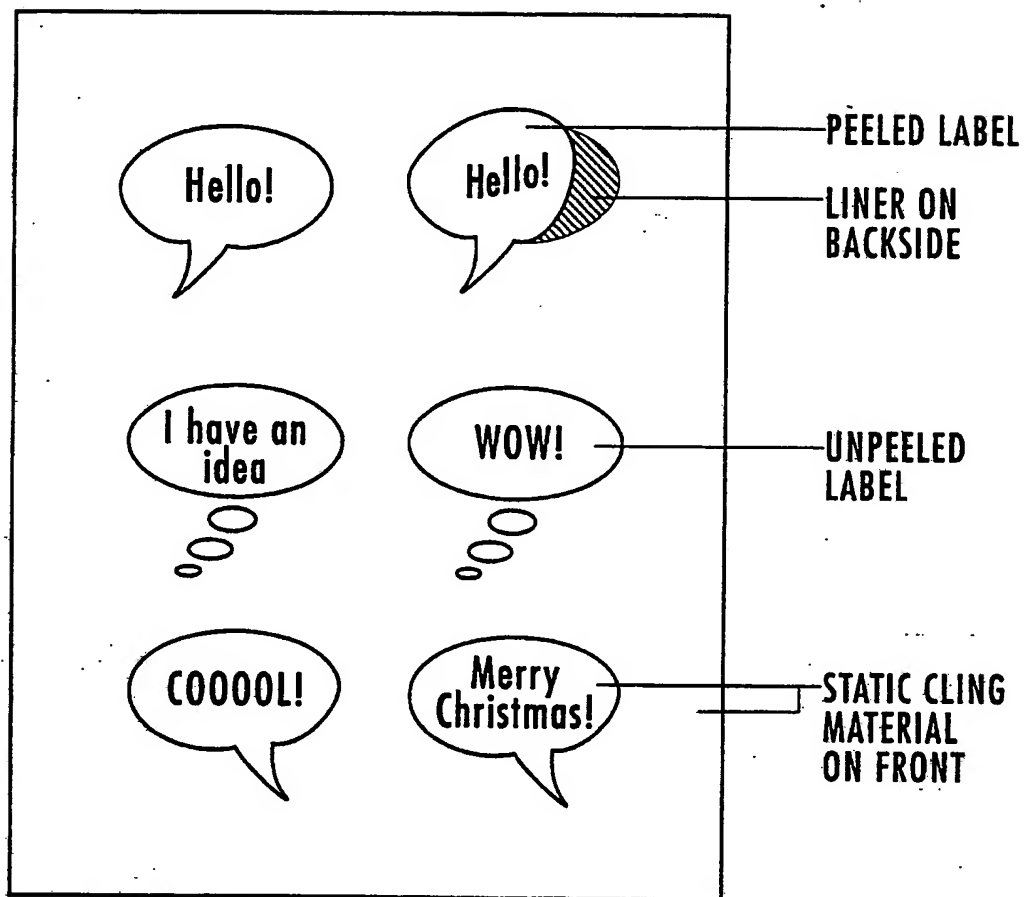 Hello!
Hello!
PEELED LABEL
LINER ON
BACKSIDE
I have an
idea
WOW!
UNPEELED
LABEL
COOOOL!
Merry
Christmas!
STATIC CLING
MATERIAL
ON FRONT